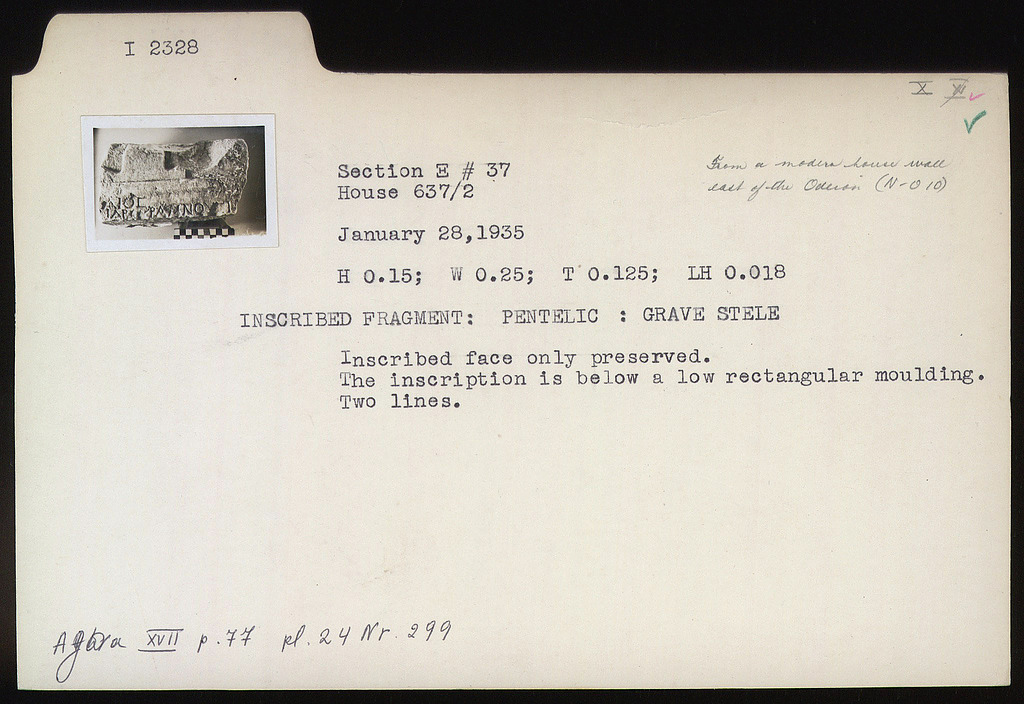 I 2328
X XII
From a modern house wall
east of the Odeion (N-O 10)
Section E # 37
House 637/2
January 28,1935
H 0.15; W 0.25; T 0.125; LH 0.018
INSCRIBED FRAGMENT: PENTELIC : GRAVE STELE
Inscribed face only preserved.
The inscription is below a low rectangular moulding.
Two lines.
Agora XVII p.77 pl.24 Nr. 299